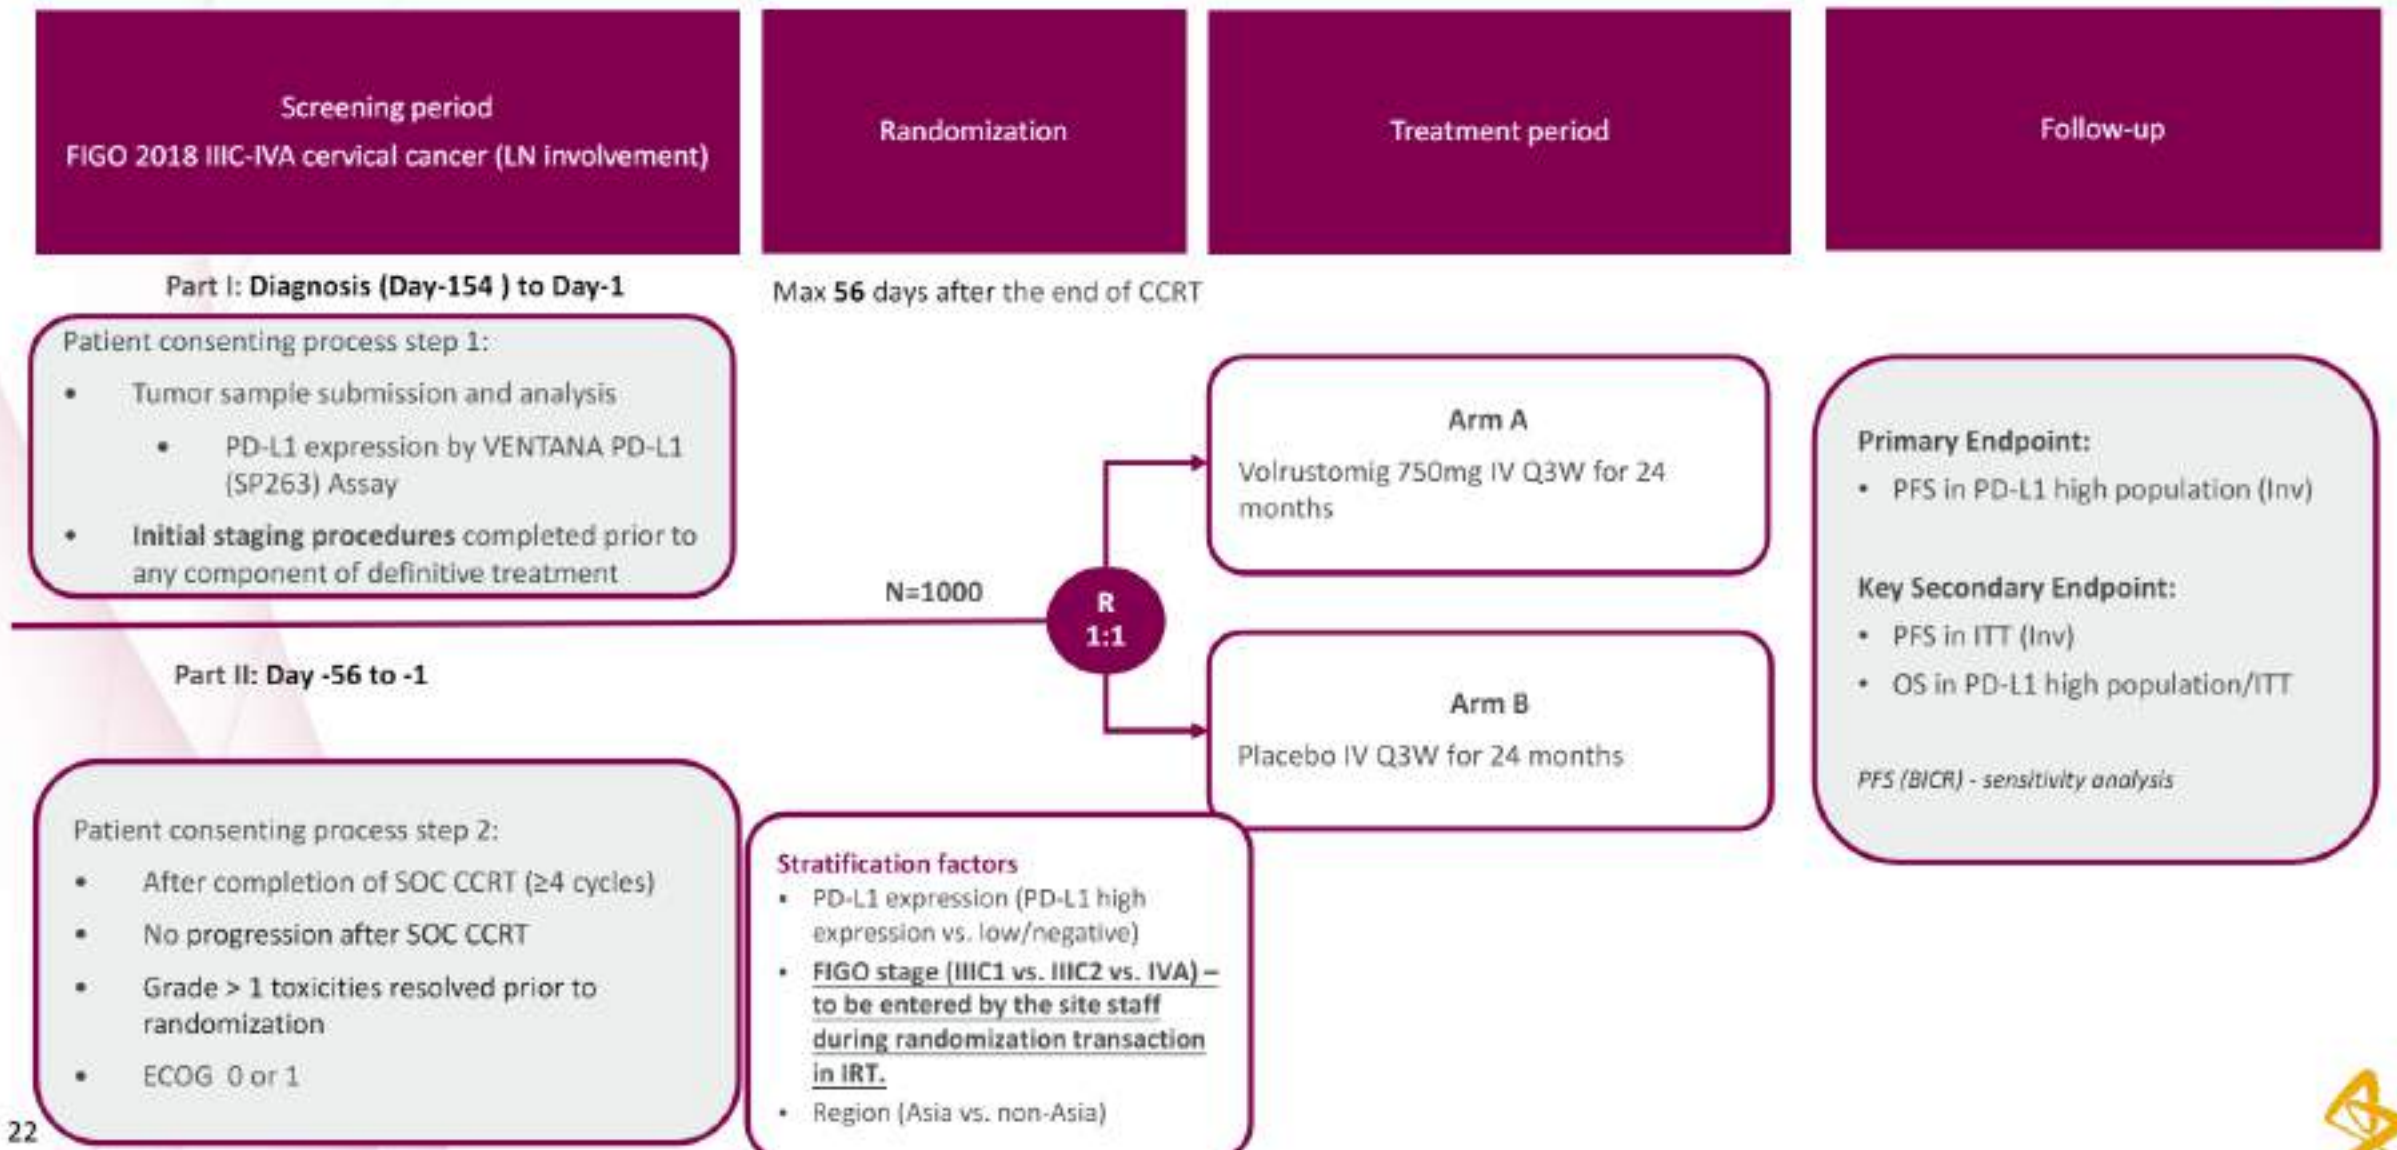 Screening period
FIGO 2018 IIIC-IVA cervical cancer (LN involvement)
Randomization
Treatment period
Follow-up
Part I: Diagnosis (Day-154 ) to Day-1
Max 56 days after the end of CCRT
Patient consenting process step 1:
• Tumor sample submission and analysis
• PD-L1 expression by VENTANA PD-L1
(SP263) Assay
• Initial staging procedures completed prior to
any component of definitive treatment
N=1000
R
1:1
Arm A
Volrustomig 750mg IV Q3W for 24
months
Arm B
Placebo IV Q3W for 24 months
Primary Endpoint:
• PFS in PD-L1 high population (Inv)
Key Secondary Endpoint:
• PFS in ITT (Inv)
• OS in PD-L1 high population/ITT
PFS (BICR) - sensitivity analysis
Part II: Day -56 to -1
Patient consenting process step 2:
• After completion of SOC CCRT (≥4 cycles)
• No progression after SOC CCRT
• Grade > 1 toxicities resolved prior to
randomization
• ECOG 0 or 1
Stratification factors
• PD-L1 expression (PD-L1 high
expression vs. low/negative)
• FIGO stage (IIIC1 vs. IIIC2 vs. IVA) –
to be entered by the site staff
during randomization transaction
in IRT.
• Region (Asia vs. non-Asia)
22